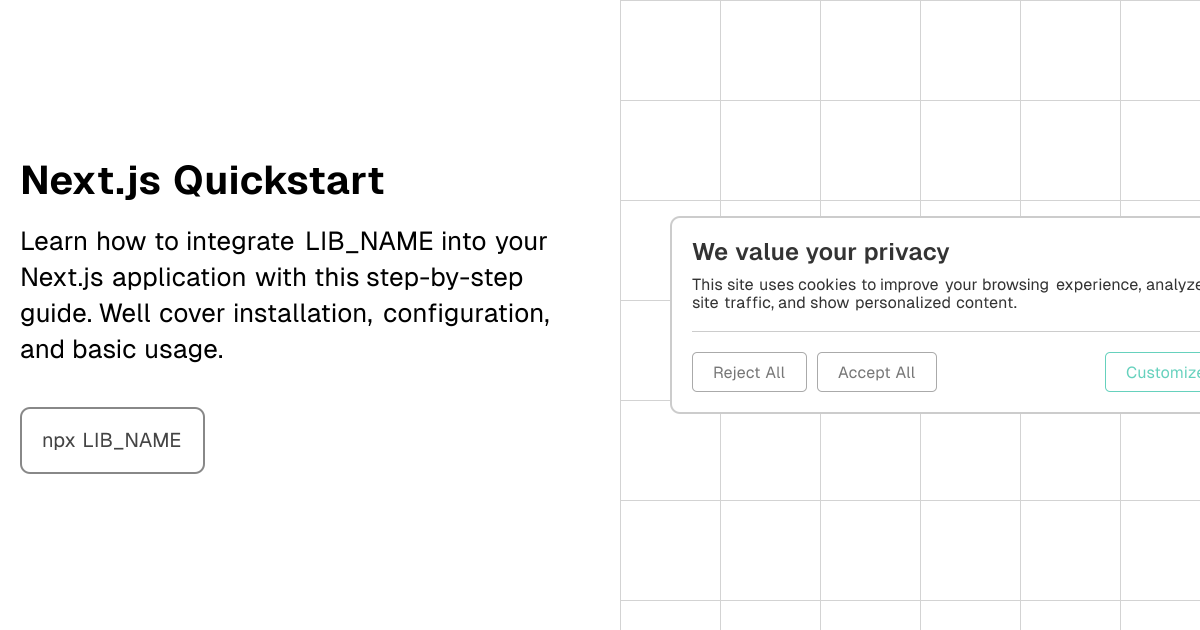 Next.js Quickstart
Learn how to integrate LIB_NAME into your
Next.js application with this step-by-step
guide. Well cover installation, configuration,
and basic usage.
npx LIB_NAME
We value your privacy
This site uses cookies to improve your browsing experience, analyze
site traffic, and show personalized content.
Reject All
Accept All
Customize